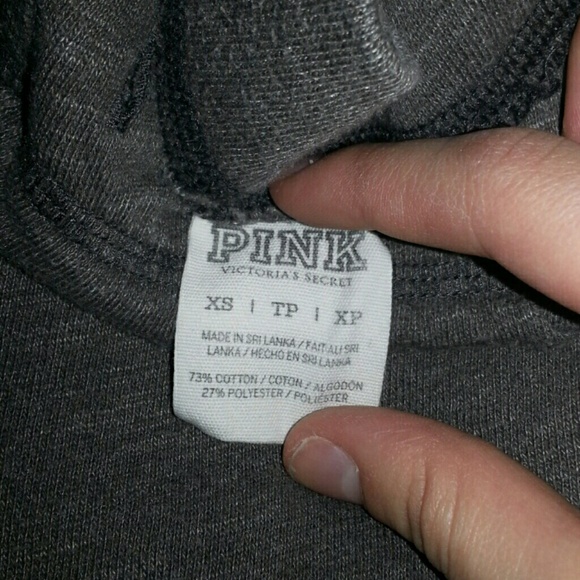 PINK
VICTORIA'S SECRET
XS | TP | XP
MADE IN SRI LANKA / FAIT AU SRI
LANKA / HECHO EN SRI LANKA
73% COTTON / COTON / ALGODÓN
27% POLYESTER / POLIÉSTER